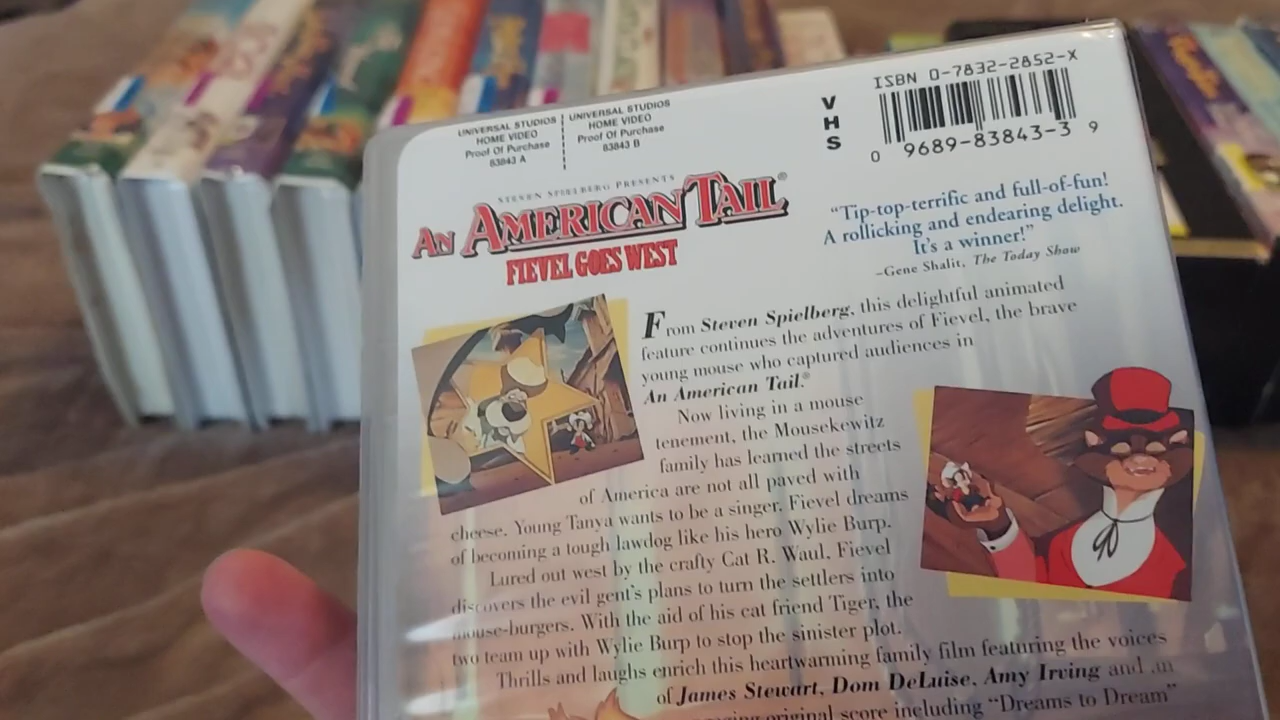 UNIVERSAL STUDIOS
HOME VIDEO
Proof Of Purchase
83843 A
UNIVERSAL STUDIOS
HOME VIDEO
Proof Of Purchase
83843 B
VHS
ISBN 0-7832-2852-X
0 9689-83843-3 9
STEVEN SPIELBERG PRESENTS
AN AMERICAN TAIL®
FIEVEL GOES WEST
"Tip-top-terrific and full-of-fun!
A rollicking and endearing delight.
It's a winner!"
–Gene Shalit, The Today Show
From Steven Spielberg, this delightful animated
feature continues the adventures of Fievel, the brave
young mouse who captured audiences in
An American Tail.®
Now living in a mouse
tenement, the Mousekewitz
family has learned the streets
of America are not all paved with
cheese. Young Tanya wants to be a singer. Fievel dreams
of becoming a tough lawdog like his hero Wylie Burp.
Lured out west by the crafty Cat R. Waul, Fievel
discovers the evil gent's plans to turn the settlers into
mouse-burgers. With the aid of his cat friend Tiger, the
two team up with Wylie Burp to stop the sinister plot.
Thrills and laughs enrich this heartwarming family film featuring the voices
of James Stewart, Dom DeLuise, Amy Irving and an
original score including "Dreams to Dream"